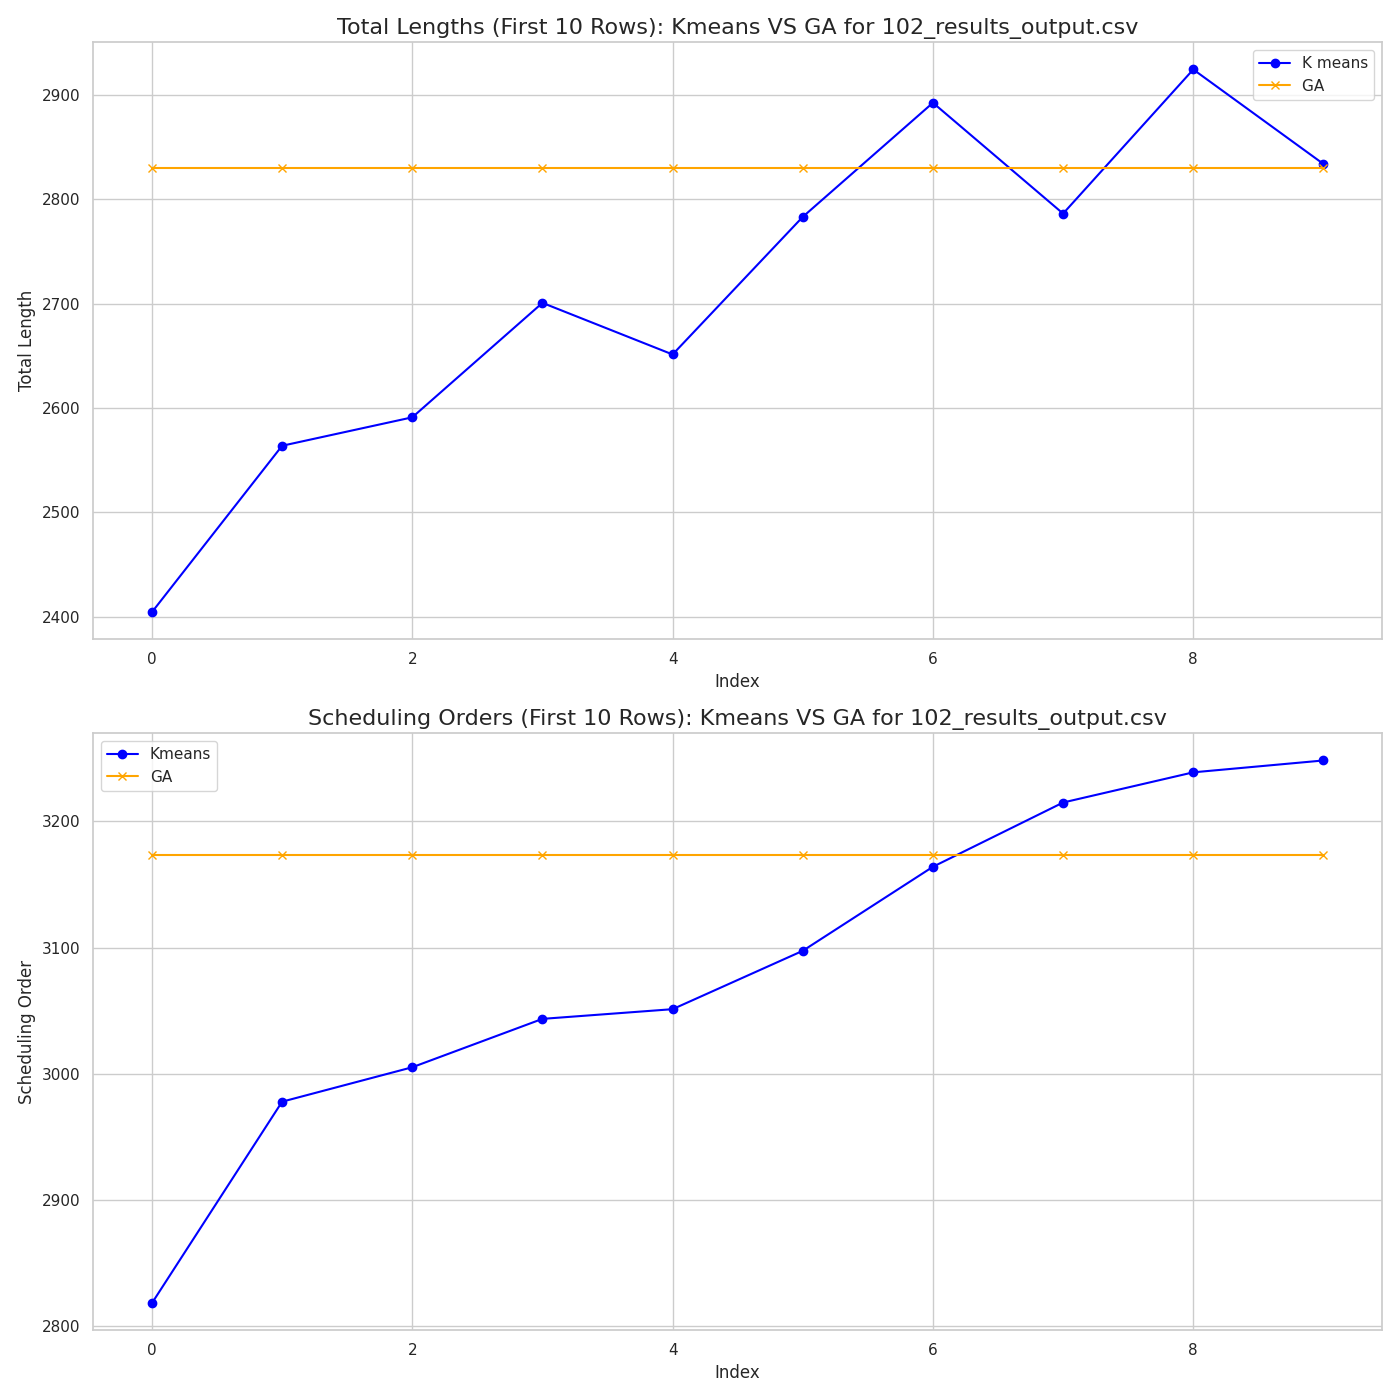 Total Lengths (First 10 Rows): Kmeans VS GA for 102_results_output.csv
K means
GA
2900
2800
2700
2600
2500
2400
Total Length
0 2 4 6 8
Index
Scheduling Orders (First 10 Rows): Kmeans VS GA for 102_results_output.csv
Kmeans
GA
3200
3100
3000
2900
2800
Scheduling Order
0 2 4 6 8
Index